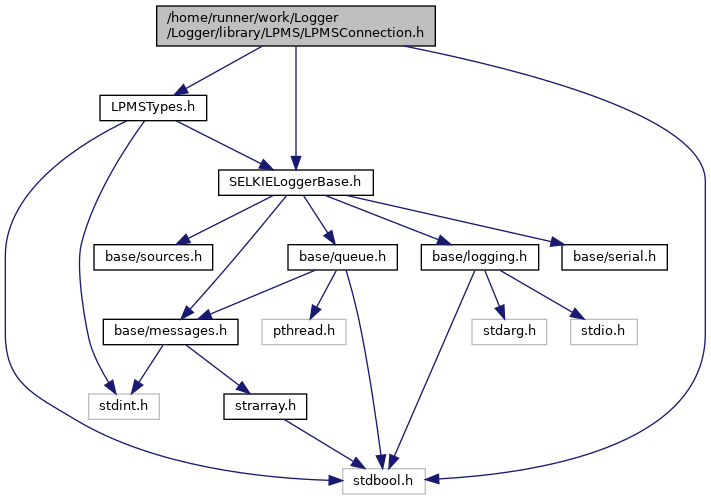 /home/runner/work/Logger
/Logger/library/LPMS/LPMSConnection.h
LPMSTypes.h
SELKIELoggerBase.h
base/sources.h
base/queue.h
base/logging.h
base/serial.h
base/messages.h
pthread.h
stdarg.h
stdio.h
stdint.h
strarray.h
stdbool.h